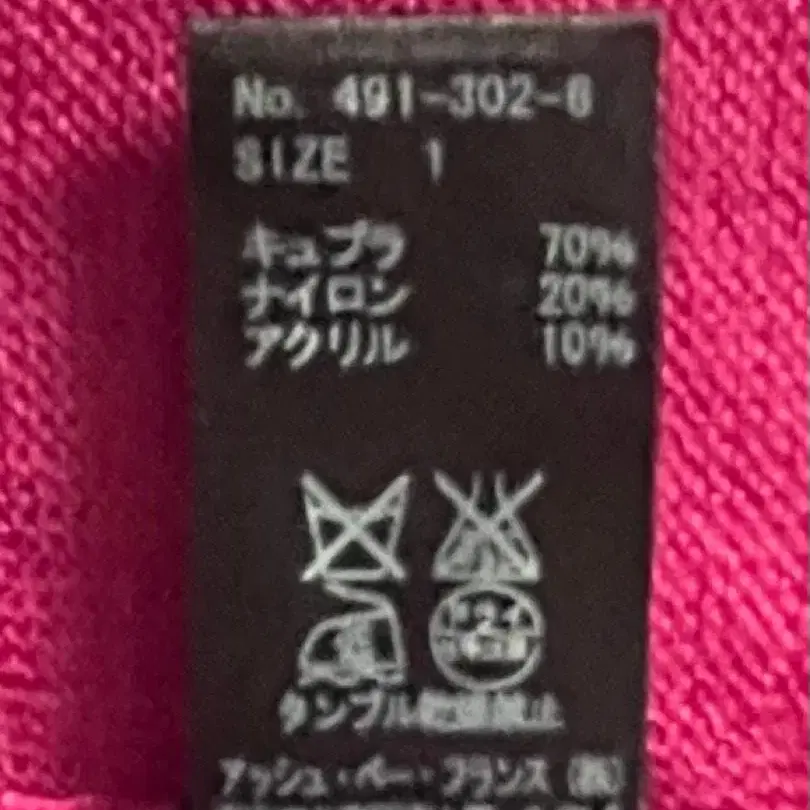 No. 491-302-8
SIZE 1
キュプラ 70%
ナイロン 20%
アクリル 10%
タンブル乾燥禁止
アッシュ・ペー・フランス(株)